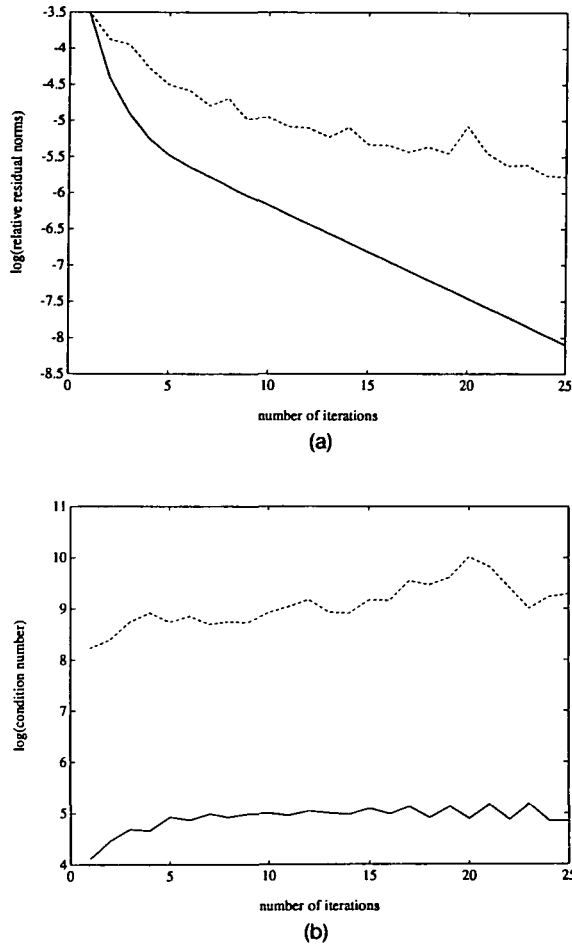 -3.5
-4
-4.5
-5
-5.5
-6
-6.5
-7
-7.5
-8
-8.5
log(relative residual norms)
0 5 10 15 20 25
number of iterations
(a)
11
10
9
8
7
6
5
4
log(condition number)
0 5 10 15 20 25
number of iterations
(b)